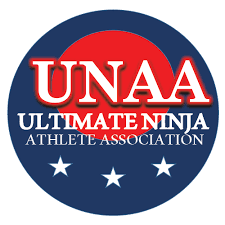 UNAA
ULTIMATE NINJA
ATHLETE ASSOCIATION